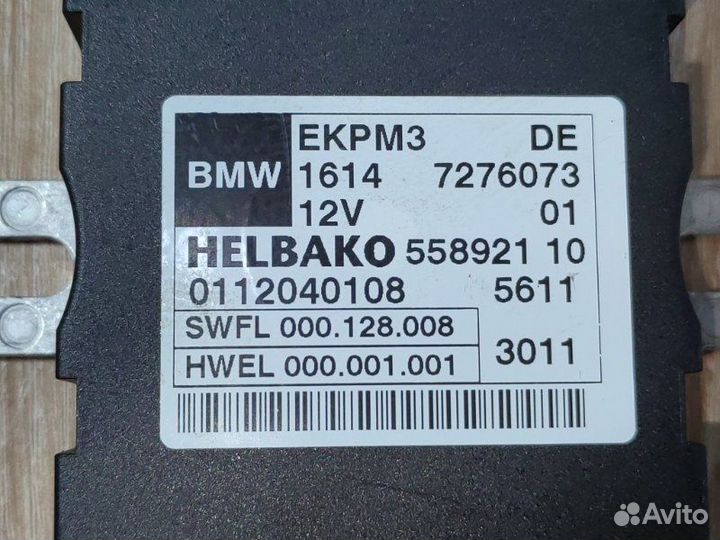 EKPM3 DE
BMW 1614 7276073
12V 01
HELBAKO 558921 10
0112040108 5611
SWFL 000.128.008
HWEL 000.001.001 3011
Avito